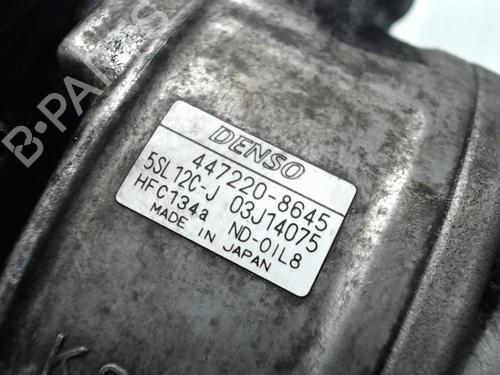 B-PARTS
DENSO
447220-8645
5SL12C-J 03J14075
HFC134a ND-OIL8
MADE IN JAPAN